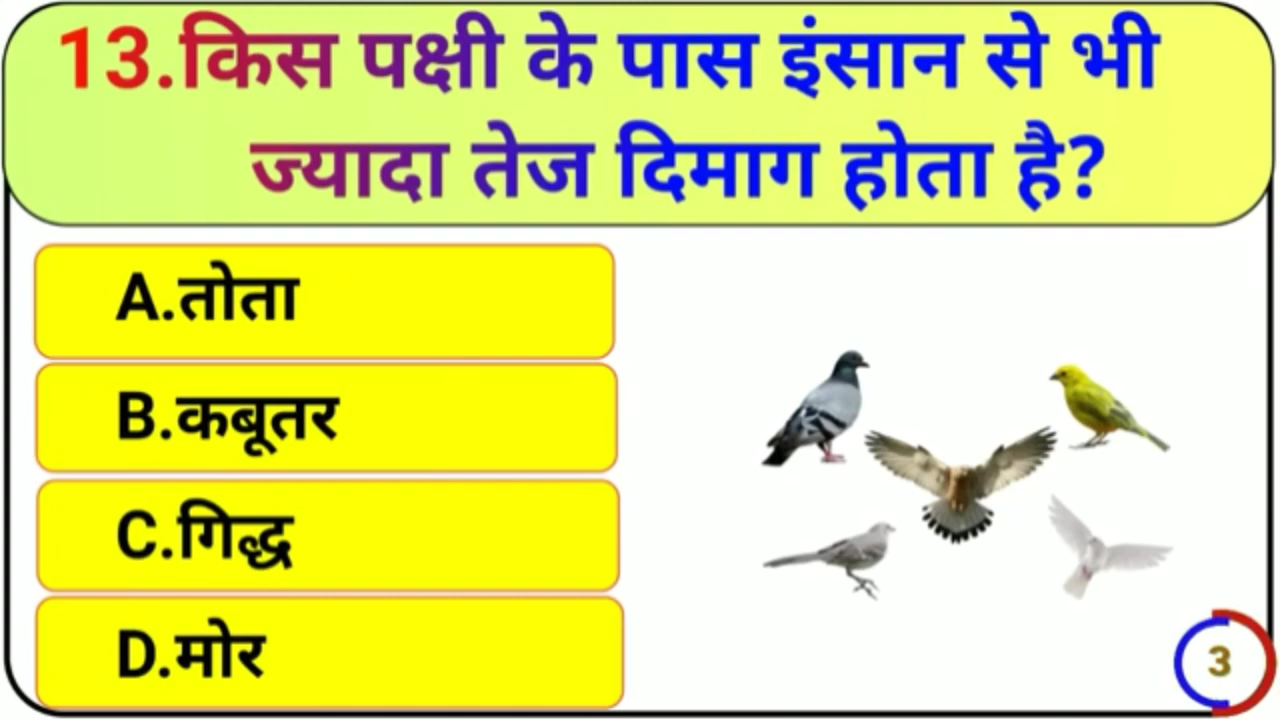 13.किस पक्षी के पास इंसान से भी
ज्यादा तेज दिमाग होता है?
A.तोता
B.कबूतर
C.गिद्ध
D.मोर
3